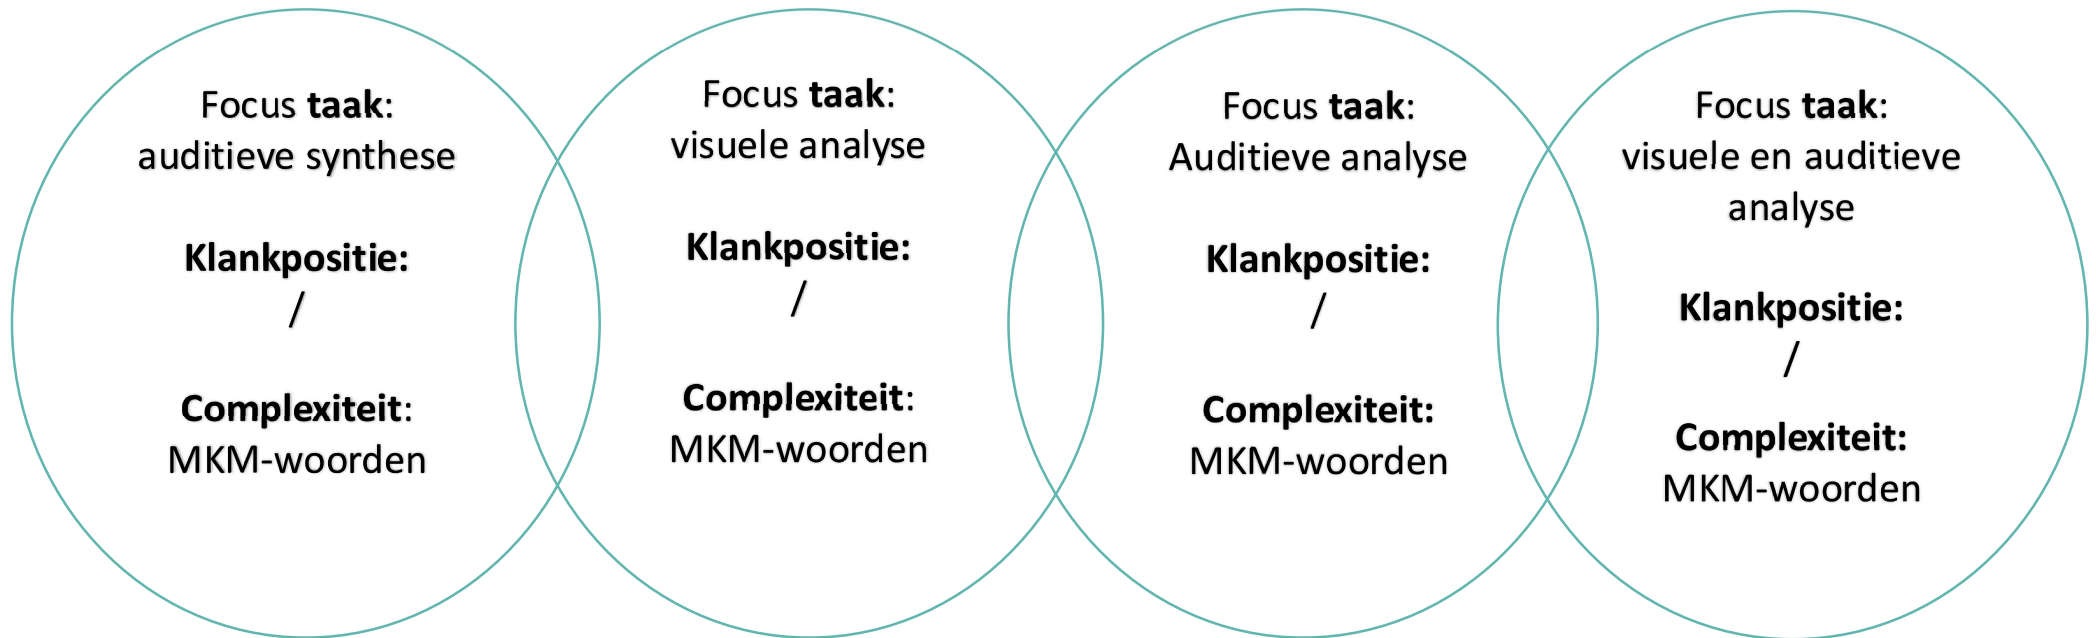 Focus taak:
auditieve synthese
Klankpositie:
/
Complexiteit:
MKM-woorden
Focus taak:
visuele analyse
Klankpositie:
/
Complexiteit:
MKM-woorden
Focus taak:
Auditieve analyse
Klankpositie:
/
Complexiteit:
MKM-woorden
Focus taak:
visuele en auditieve
analyse
Klankpositie:
/
Complexiteit:
MKM-woorden